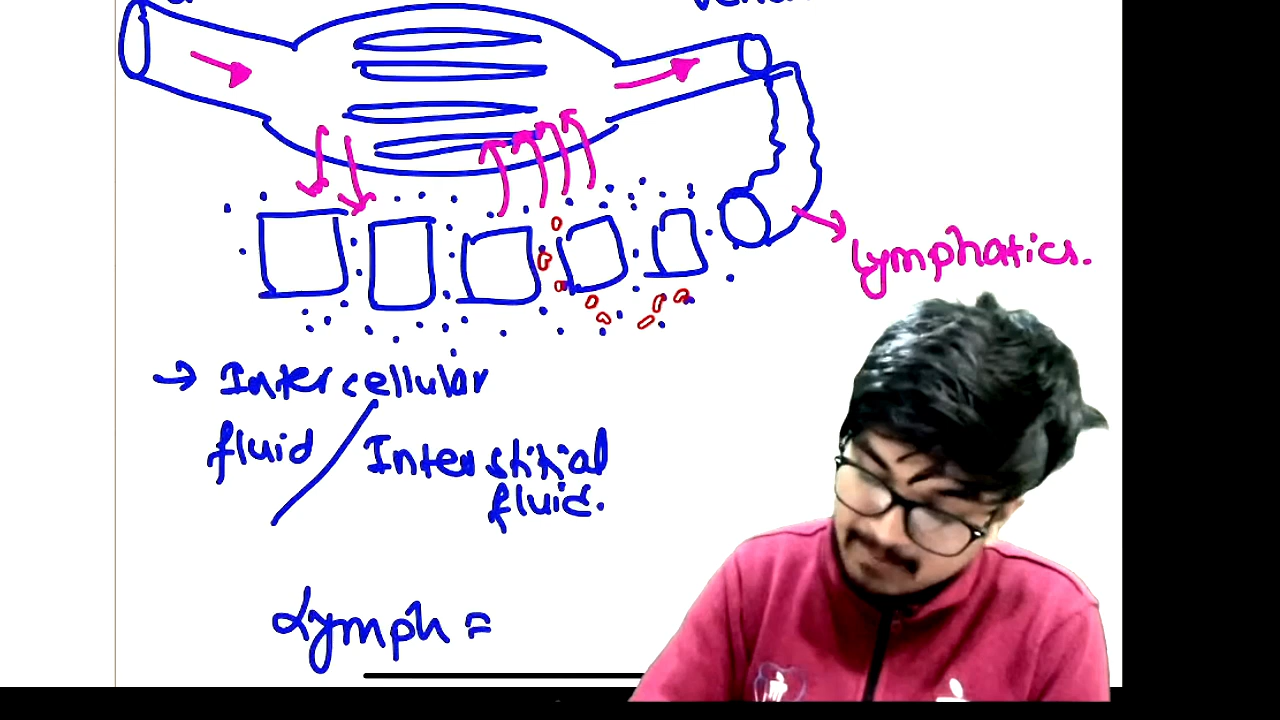 lymphatics.
→ Intercellular
fluid / Interstitial
fluid.
Lymph =